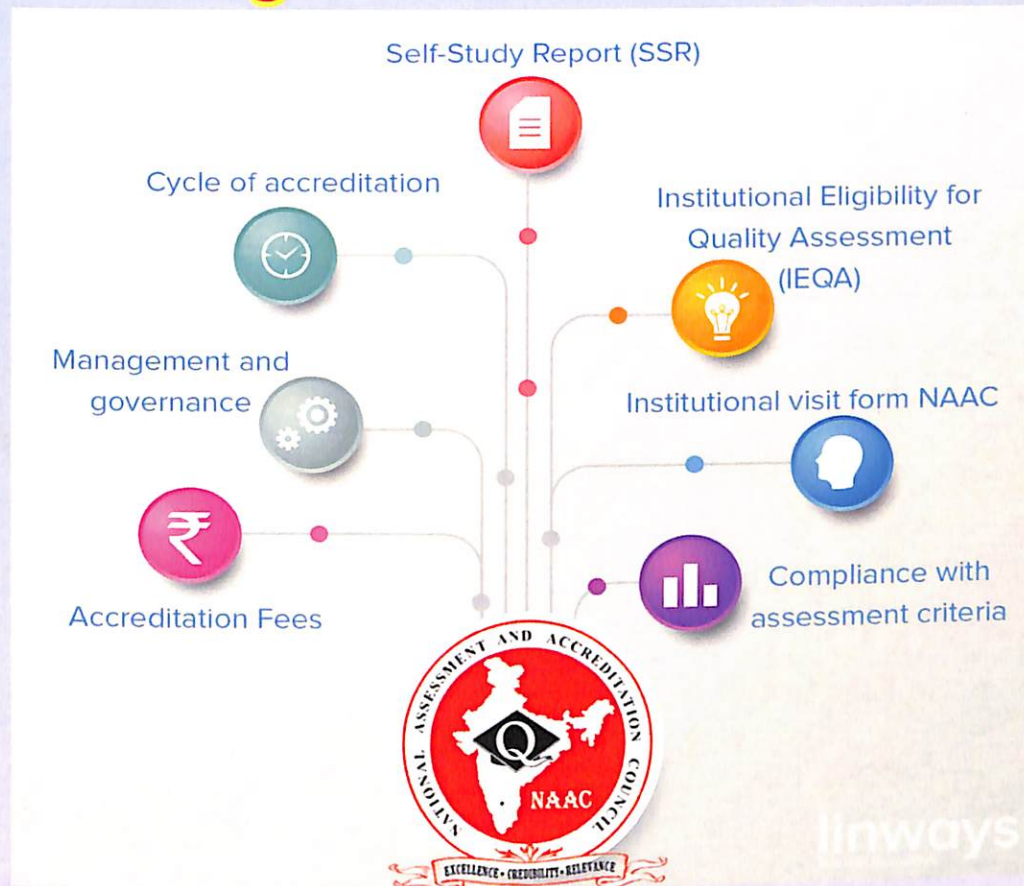 Self-Study Report (SSR)
Cycle of accreditation
Institutional Eligibility for
Quality Assessment
(IEQA)
Management and
governance
Institutional visit form NAAC
₹
Accreditation Fees
Compliance with
assessment criteria
NATIONAL ASSESSMENT AND ACCREDITATION COUNCIL
Q
NAAC
EXCELLENCE • CREDIBILITY • RELEVANCE
linways